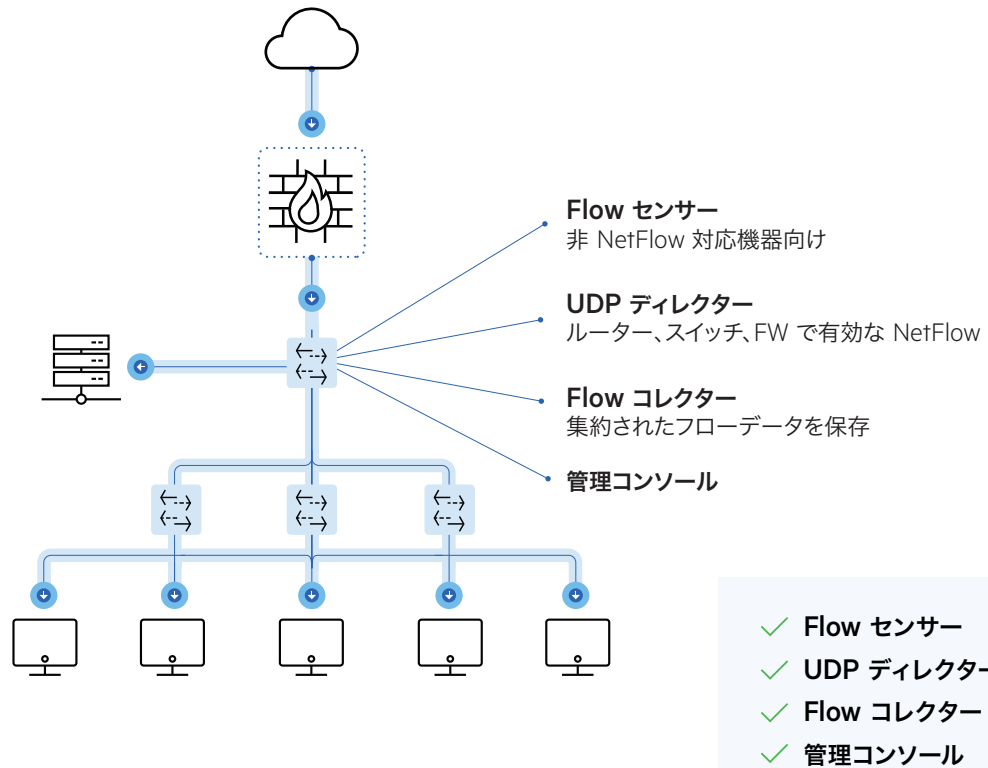 Flow センサー
非 NetFlow 対応機器向け
UDP ディレクター
ルーター、スイッチ、FW で有効な NetFlow
Flow コレクター
集約されたフローデータを保存
管理コンソール
Flow センサー
UDP ディレクター
Flow コレクター
管理コンソール